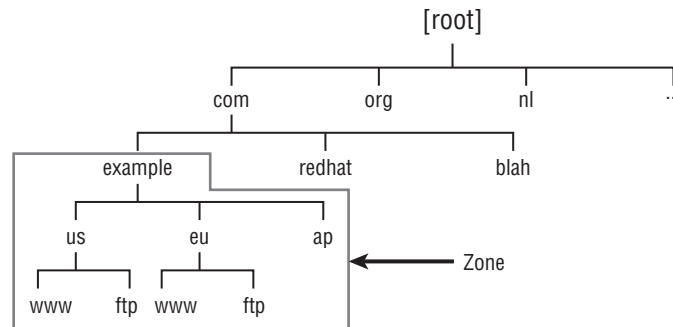 [root]
com org nl ..
example redhat blah
us eu ap
Zone
www ftp www ftp